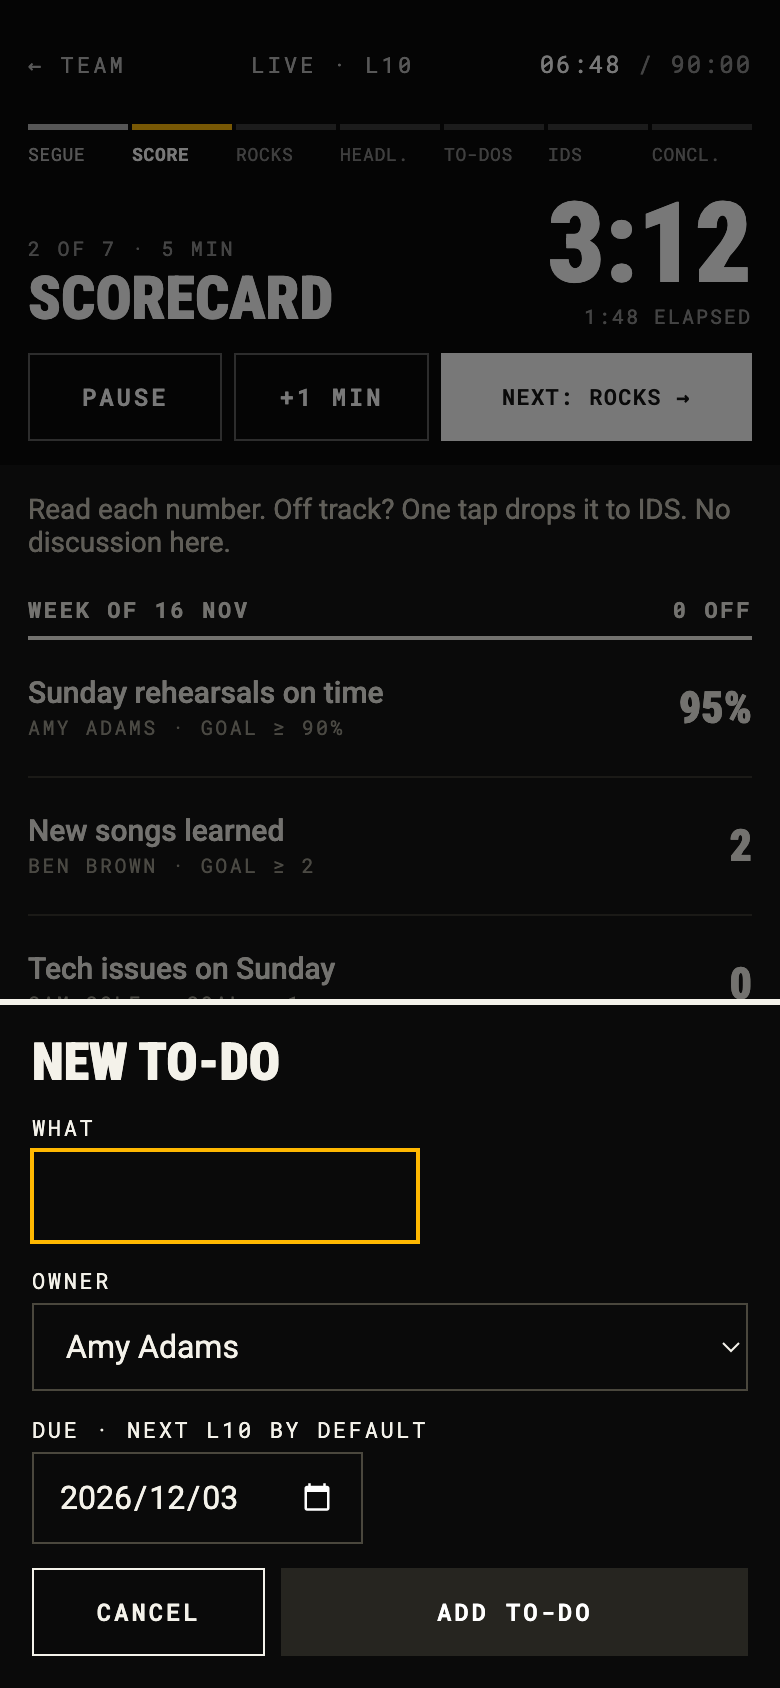 ← TEAM
LIVE · L10
06:48 / 90:00
SEGUE
SCORE
ROCKS
HEADL.
TO-DOS
IDS
CONCL.
2 OF 7 · 5 MIN
SCORECARD
3:12
1:48 ELAPSED
PAUSE
+1 MIN
NEXT: ROCKS →
Read each number. Off track? One tap drops it to IDS. No
discussion here.
WEEK OF 16 NOV
0 OFF
Sunday rehearsals on time
95%
AMY ADAMS · GOAL ≥ 90%
New songs learned
2
BEN BROWN · GOAL ≥ 2
Tech issues on Sunday
0
NEW TO-DO
WHAT
OWNER
Amy Adams
DUE · NEXT L10 BY DEFAULT
2026/12/03
CANCEL
ADD TO-DO